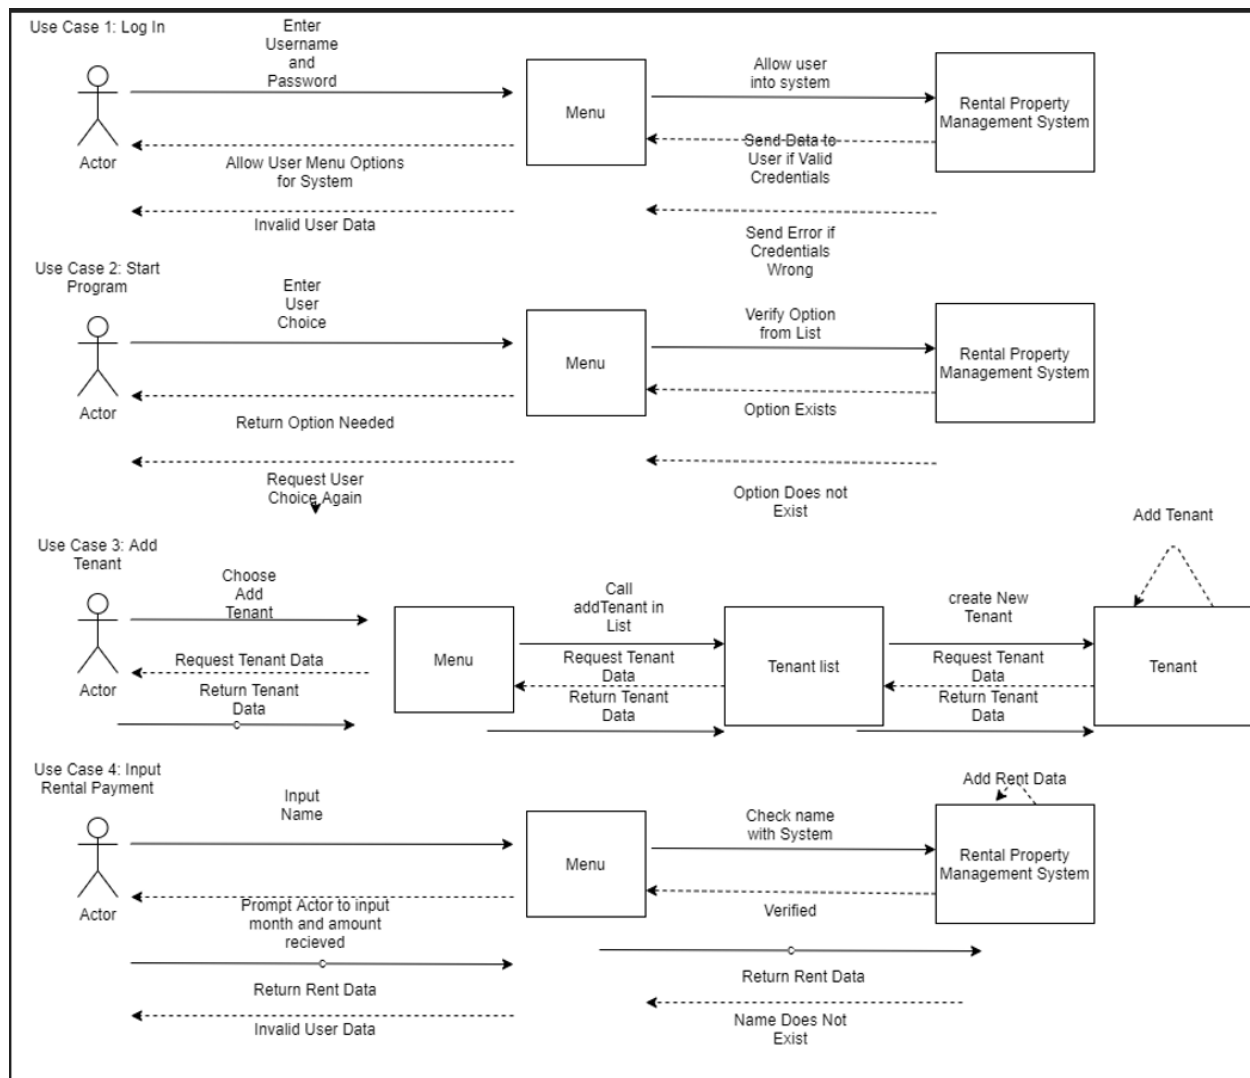 Use Case 1: Log In
Enter
Username
and
Password
Allow user
into system
Menu
Rental Property
Management System
Actor
Send Data to
User if Valid
Credentials
Allow User Menu Options
for System
Invalid User Data
Send Error if
Credentials
Wrong
Use Case 2: Start
Program
Enter
User
Choice
Verify Option
from List
Menu
Rental Property
Management System
Actor
Option Exists
Return Option Needed
Request User
Choice Again
Option Does not
Exist
Add Tenant
Use Case 3: Add
Tenant
Choose
Add
Tenant
Call
addTenant in
List
create New
Tenant
Request Tenant Data
Menu
Request Tenant
Data
Tenant list
Request Tenant
Data
Tenant
Actor
Return Tenant
Data
Return Tenant
Data
Return Tenant
Data
Use Case 4: Input
Rental Payment
Add Rent Data
Input
Name
Check name
with System
Menu
Rental Property
Management System
Actor
Prompt Actor to input
month and amount
recieved
Verified
Return Rent Data
Return Rent Data
Invalid User Data
Name Does Not
Exist